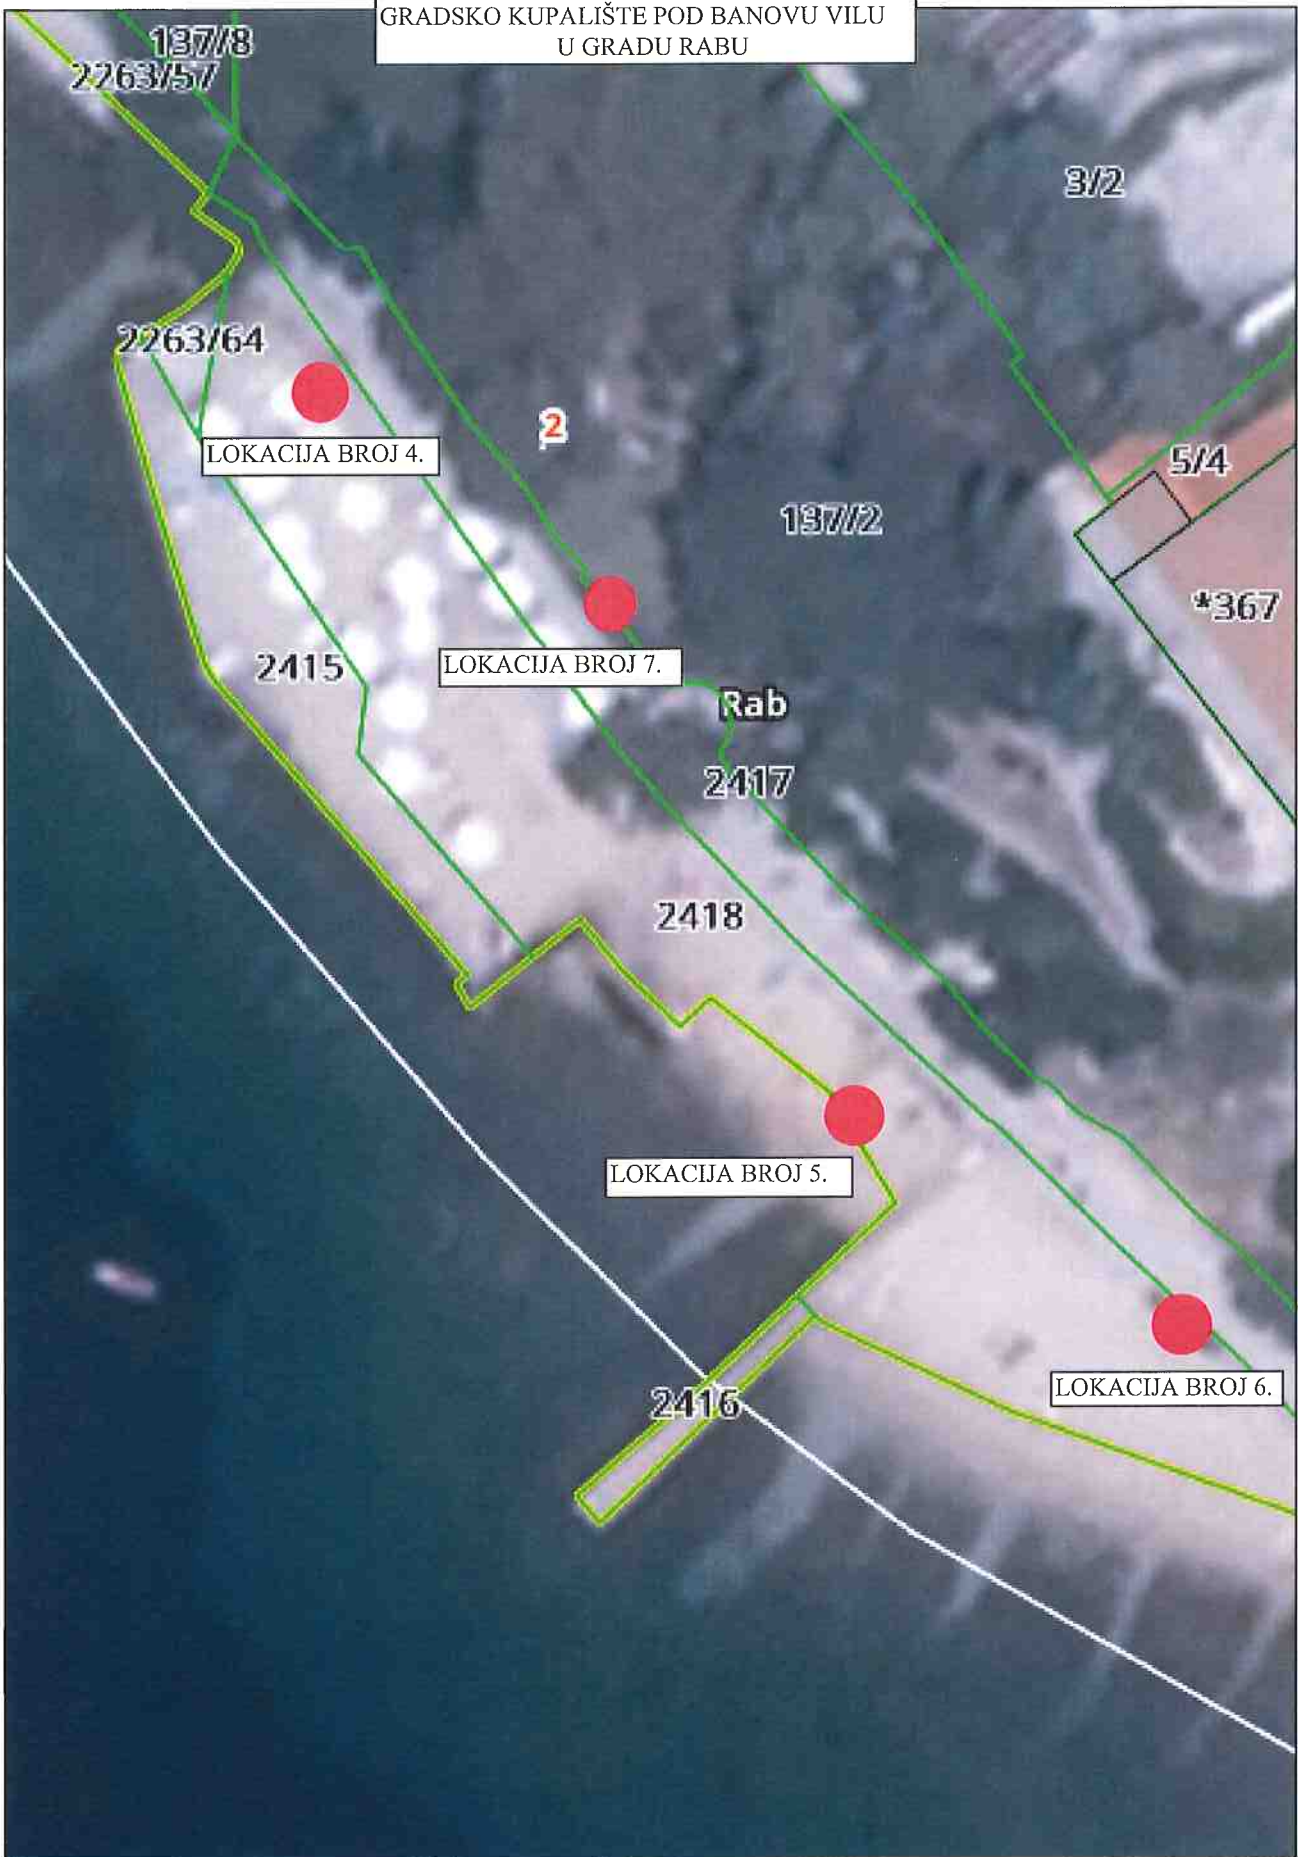 GRADSKO KUPALIŠTE POD BANOVU VILU
U GRADU RABU
137/8
2263/57
3/2
2263/64
2
LOKACIJA BROJ 4.
5/4
137/2
*367
LOKACIJA BROJ 7.
2415
Rab
2417
2418
LOKACIJA BROJ 5.
LOKACIJA BROJ 6.
2416